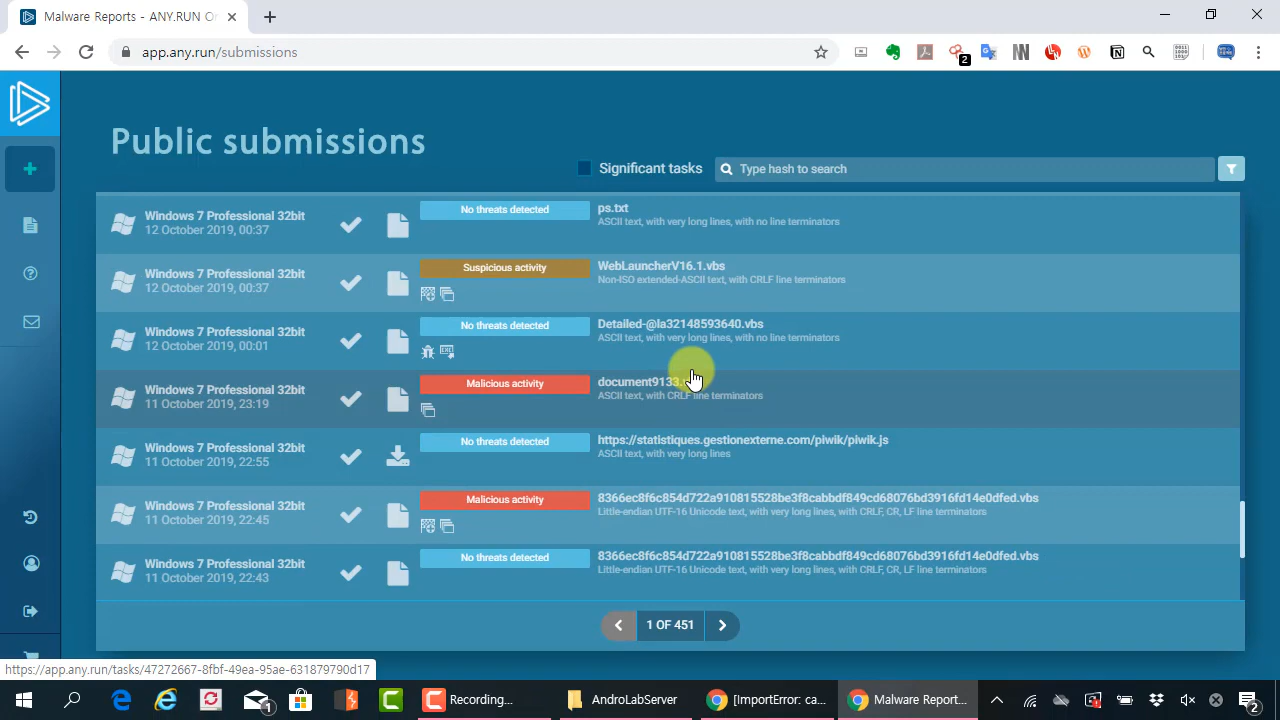 Malware Reports - ANY.RUN On
app.any.run/submissions
2
Public submissions
Significant tasks
Type hash to search
Windows 7 Professional 32bit
12 October 2019, 00:37
No threats detected
ps.txt
ASCII text, with very long lines, with no line terminators
Windows 7 Professional 32bit
12 October 2019, 00:37
Suspicious activity
WebLauncherV16.1.vbs
Non-ISO extended-ASCII text, with CRLF line terminators
Windows 7 Professional 32bit
12 October 2019, 00:01
No threats detected
Detailed-@la32148593640.vbs
ASCII text, with very long lines, with no line terminators
Windows 7 Professional 32bit
11 October 2019, 23:19
Malicious activity
document9133.
ASCII text, with CRLF line terminators
Windows 7 Professional 32bit
11 October 2019, 22:55
No threats detected
https://statistiques.gestionexterne.com/piwik/piwik.js
ASCII text, with very long lines
Windows 7 Professional 32bit
11 October 2019, 22:45
Malicious activity
8366ec8f6c854d722a910815528be3f8cabbdf849cd68076bd3916fd14e0dfed.vbs
Little-endian UTF-16 Unicode text, with very long lines, with CRLF, CR, LF line terminators
Windows 7 Professional 32bit
11 October 2019, 22:43
No threats detected
8366ec8f6c854d722a910815528be3f8cabbdf849cd68076bd3916fd14e0dfed.vbs
Little-endian UTF-16 Unicode text, with very long lines, with CRLF, CR, LF line terminators
1 OF 451
https://app.any.run/tasks/47272667-8fbf-49ea-95ae-631879790d17
1
Recording...
AndroLabServer
[ImportError: ca...
Malware Report...
2